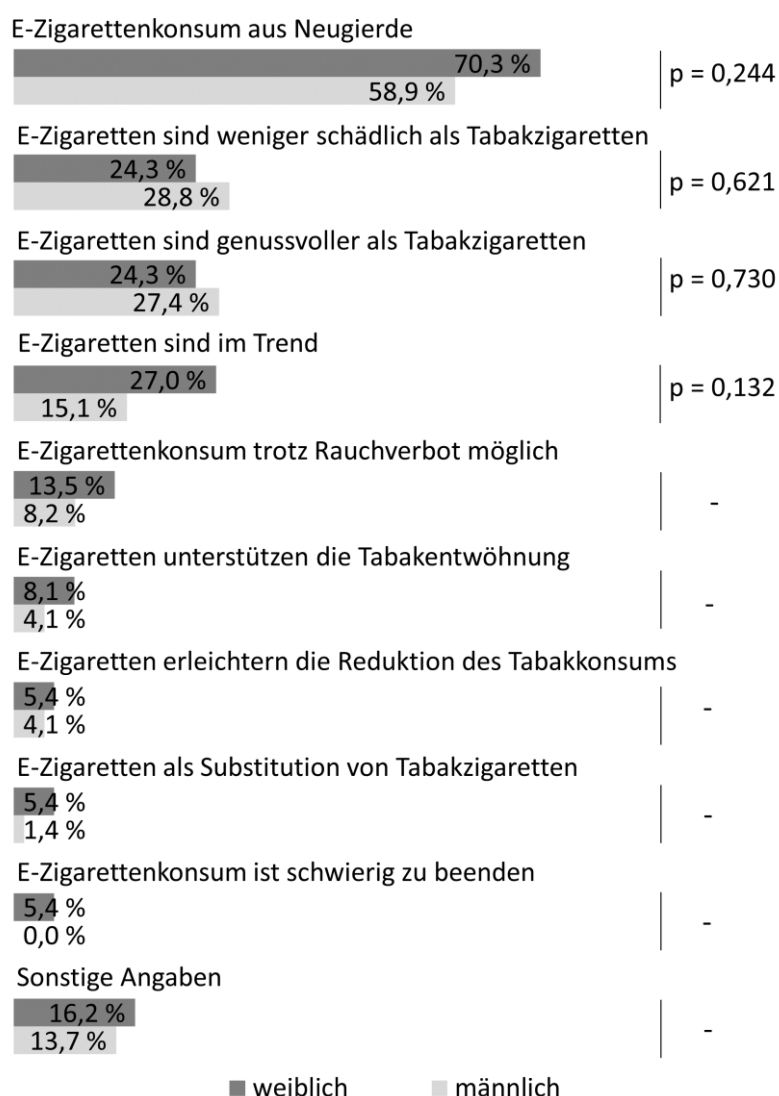 E-Zigarettenkonsum aus Neugierde
70,3 %
58,9 %
p = 0,244
E-Zigaretten sind weniger schädlich als Tabakzigaretten
24,3 %
28,8 %
p = 0,621
E-Zigaretten sind genussvoller als Tabakzigaretten
24,3 %
27,4 %
p = 0,730
E-Zigaretten sind im Trend
27,0 %
15,1 %
p = 0,132
E-Zigarettenkonsum trotz Rauchverbot möglich
13,5 %
8,2 %
-
E-Zigaretten unterstützen die Tabakentwöhnung
8,1 %
4,1 %
-
E-Zigaretten erleichtern die Reduktion des Tabakkonsums
5,4 %
4,1 %
-
E-Zigaretten als Substitution von Tabakzigaretten
5,4 %
1,4 %
-
E-Zigarettenkonsum ist schwierig zu beenden
5,4 %
0,0 %
-
Sonstige Angaben
16,2 %
13,7 %
-
weiblich männlich